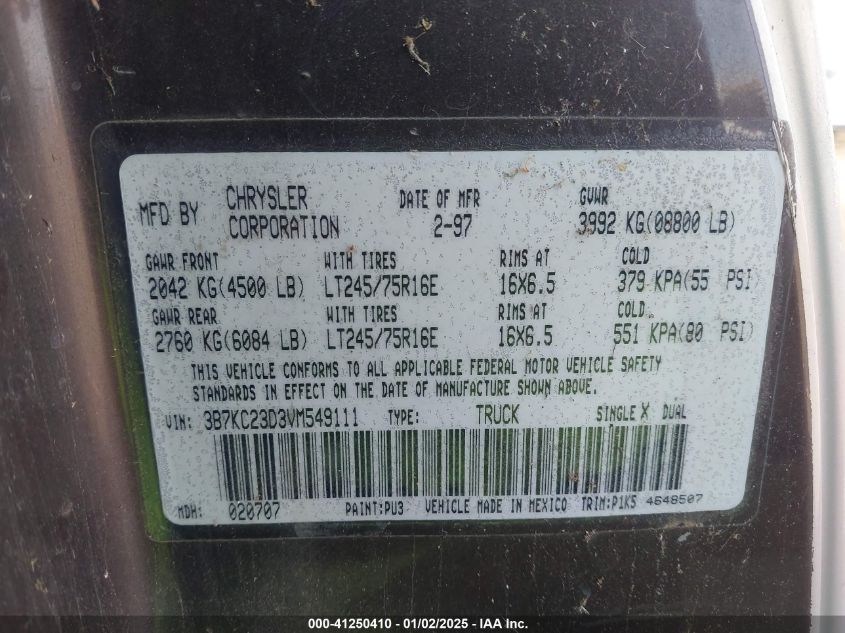 MFD BY CHRYSLER CORPORATION DATE OF MFR 2-97 GVWR 3992 KG(08800 LB)
GAWR FRONT WITH TIRES RIMS AT COLD
2042 KG(4500 LB) LT245/75R16E 16X6.5 379 KPA(55 PSI)
GAWR REAR WITH TIRES RIMS AT COLD
2760 KG(6084 LB) LT245/75R16E 16X6.5 551 KPA(80 PSI)
THIS VEHICLE CONFORMS TO ALL APPLICABLE FEDERAL MOTOR VEHICLE SAFETY
STANDARDS IN EFFECT ON THE DATE OF MANUFACTURE SHOWN ABOVE.
VIN: 3B7KC23D3VM549111 TYPE: TRUCK SINGLE X DUAL
MDH: 020707 PAINT:PU3 VEHICLE MADE IN MEXICO TRIM:P1K5 4648507
000-41250410 - 01/02/2025 - IAA Inc.